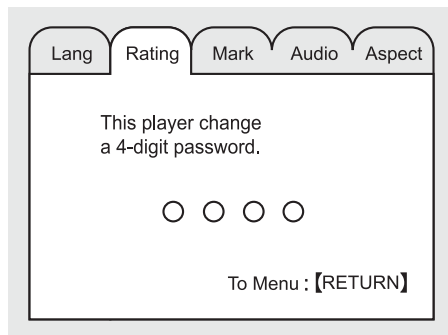 Lang Rating Mark Audio Aspect
This player change
a 4-digit password.
To Menu : 【RETURN】